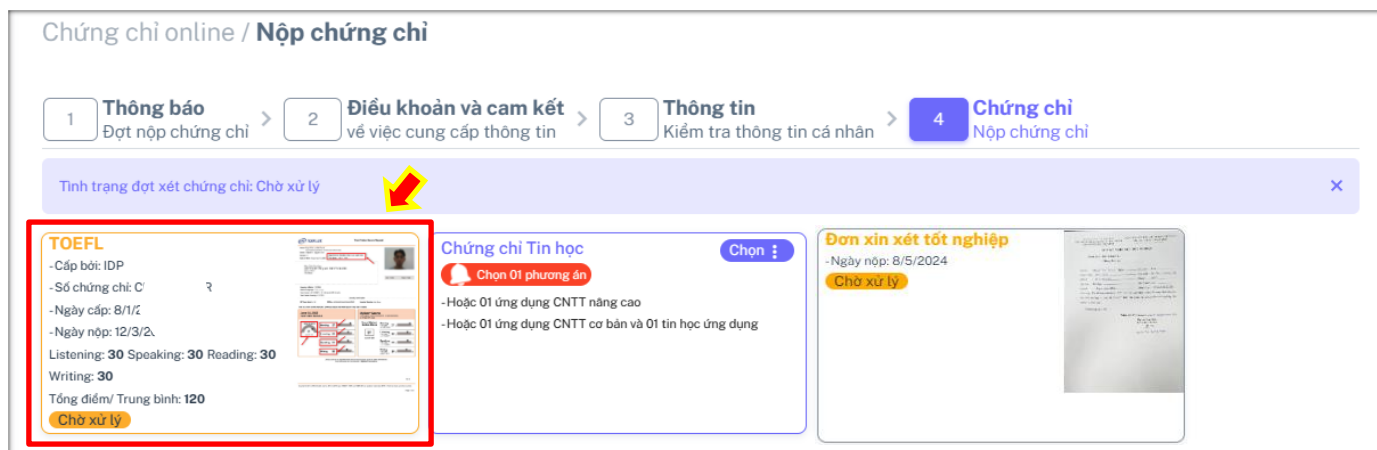 Chứng chỉ online / Nộp chứng chỉ
1 Thông báo
Đợt nộp chứng chỉ
2 Điều khoản và cam kết
về việc cung cấp thông tin
3 Thông tin
Kiểm tra thông tin cá nhân
4 Chứng chỉ
Nộp chứng chỉ
Tình trạng đợt xét chứng chỉ: Chờ xử lý
TOEFL
-Cấp bởi: IDP
-Số chứng chỉ:
-Ngày cấp: 8/1/
-Ngày nộp: 12/3/
Listening: 30 Speaking: 30 Reading: 30
Writing: 30
Tổng điểm/ Trung bình: 120
Chờ xử lý
Chứng chỉ Tin học
Chọn
Chọn 01 phương án
-Hoặc 01 ứng dụng CNTT nâng cao
-Hoặc 01 ứng dụng CNTT cơ bản và 01 tin học ứng dụng
Đơn xin xét tốt nghiệp
-Ngày nộp: 8/5/2024
Chờ xử lý